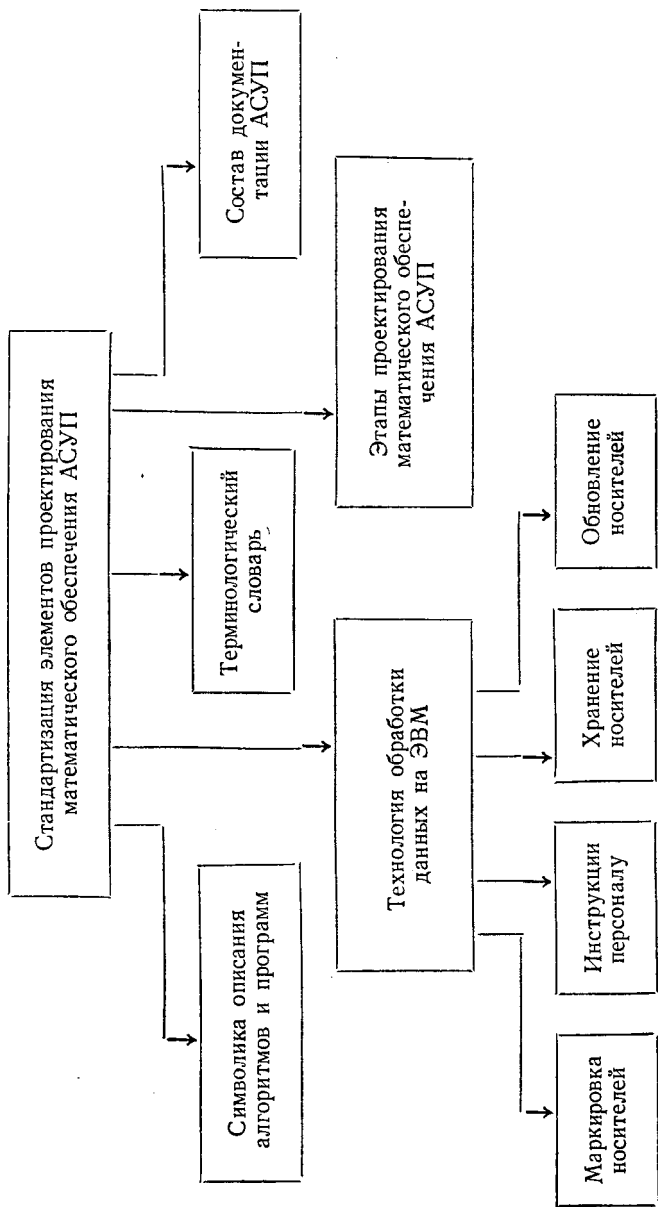 Стандартизация элементов проектирования
математического обеспечения АСУП
Символика описания
алгоритмов и программ
Терминологический
словарь
Состав докумен-
тации АСУП
Технология обработки
данных на ЭВМ
Этапы проектирования
математического обеспе-
чения АСУП
Маркировка
носителей
Инструкции
персоналу
Хранение
носителей
Обновление
носителей